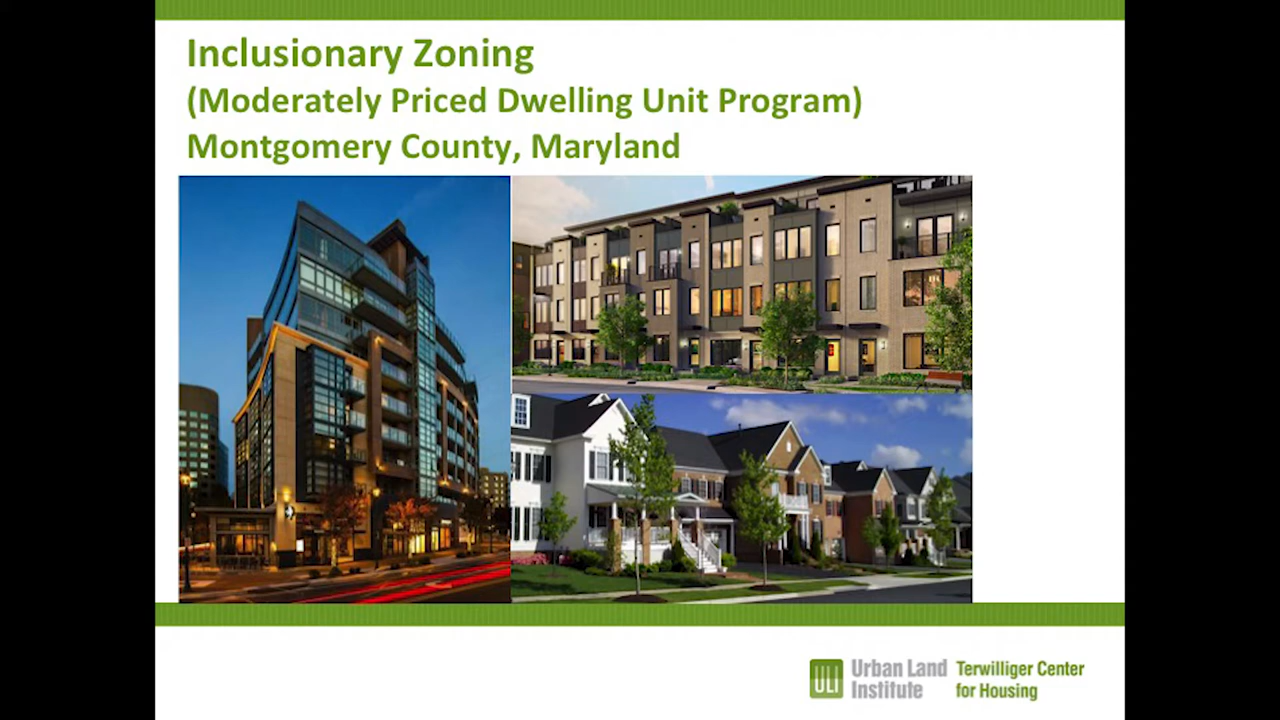 Inclusionary Zoning
(Moderately Priced Dwelling Unit Program)
Montgomery County, Maryland
ULI
Urban Land
Institute
Terwilliger Center
for Housing